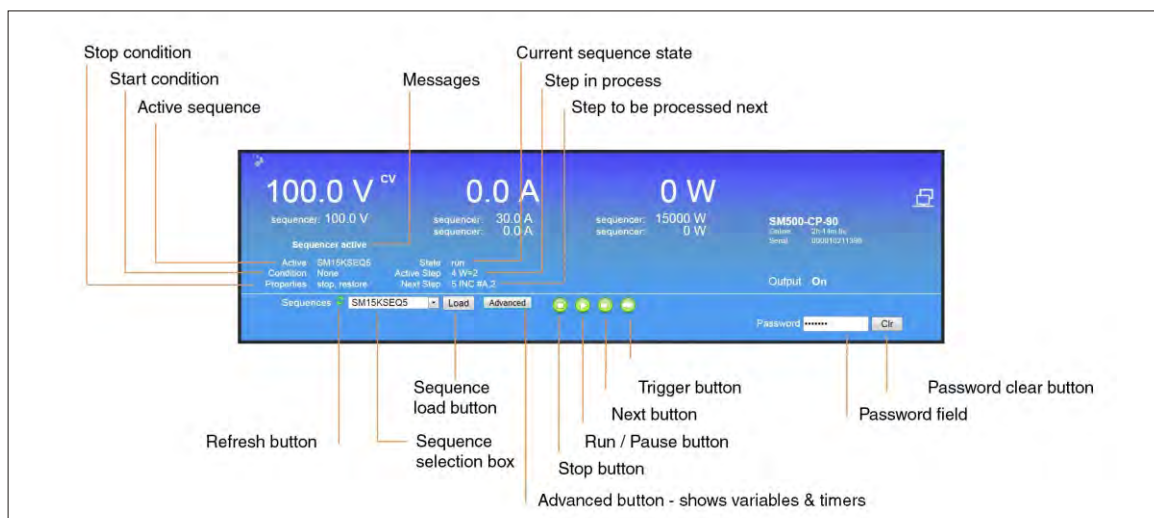 Stop condition
Start condition
Active sequence
Messages
Current sequence state
Step in process
Step to be processed next
100.0 V CV
0.0 A
0 W
sequencer: 100.0 V
sequencer: 30.0 A
sequencer: 0.0 A
sequencer: 15000 W
sequencer: 0 W
SM500-CP-90
Sequencer active
Active SM15KSEQ5
State run
Condition None
Active Step 4 W=2
Properties stop, restore
Next Step 5 INC #A,2
Output On
Sequences SM15KSEQ5 Load Advanced
Password ••••••• Clr
Sequence load button
Trigger button
Password clear button
Next button
Password field
Refresh button
Sequence selection box
Run / Pause button
Stop button
Advanced button - shows variables & timers